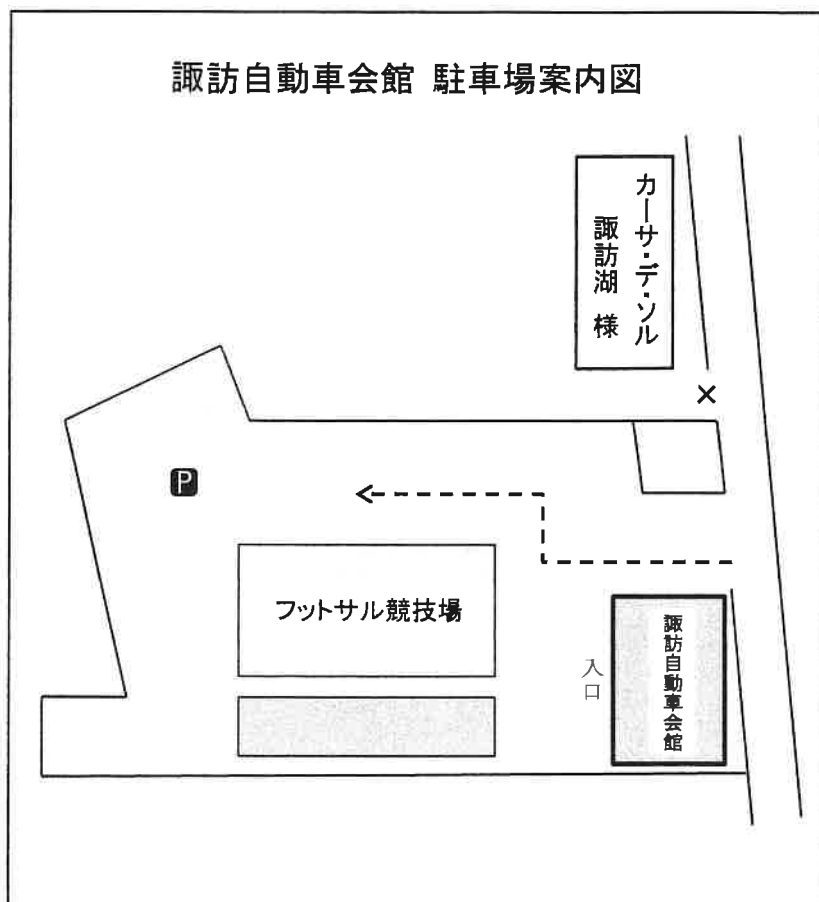 諏訪自動車会館 駐車場案内図
カーサ・デ・ソル
諏訪湖 様
×
P
フットサル競技場
入口
諏訪自動車会館